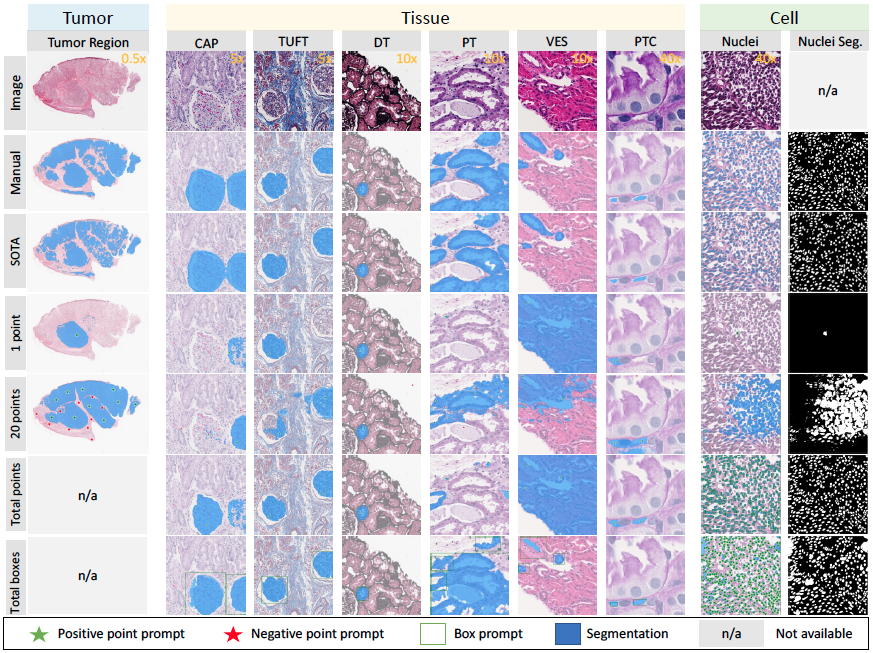 Tumor Tissue Cell
Tumor Region CAP TUFT DT PT VES PTC Nuclei Nuclei Seg.
Image 0.5x 5x 5x 10x 10x 10x 40x 40x n/a
Manual
SOTA
1 point
20 points
Total points n/a
Total boxes n/a
Positive point prompt Negative point prompt Box prompt Segmentation n/a Not available